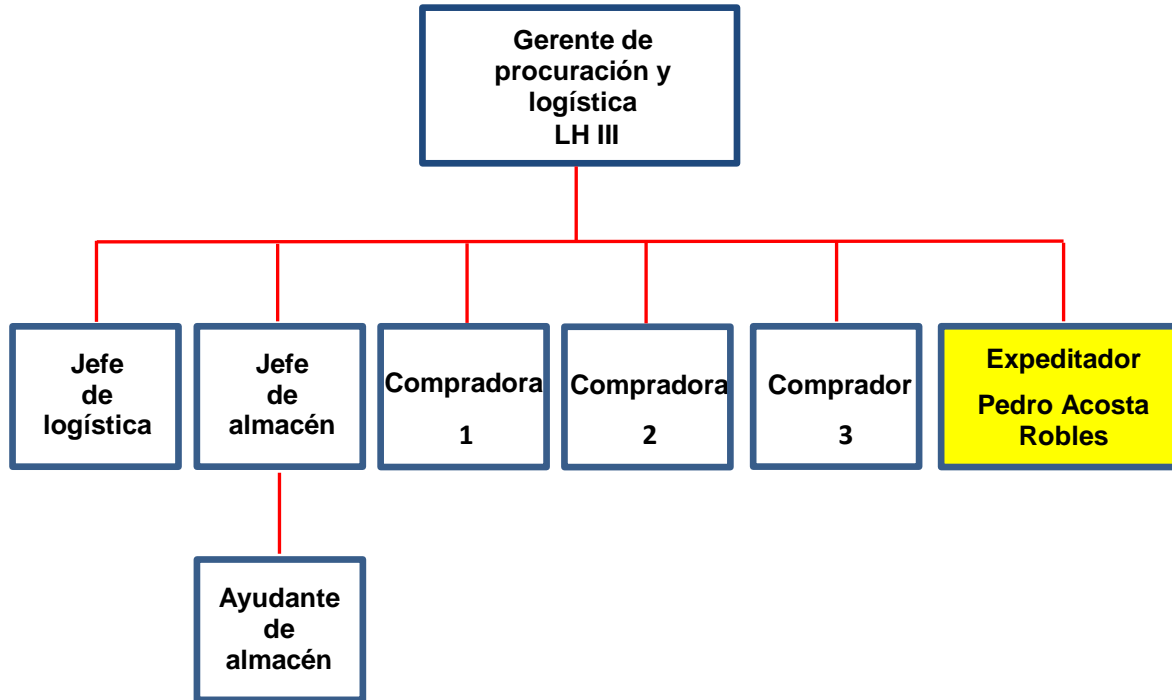 Gerente de
procuración y
logística
LH III
Jefe
de
logística
Jefe
de
almacén
Compradora
1
Compradora
2
Comprador
3
Expeditador
Pedro Acosta
Robles
Ayudante
de
almacén